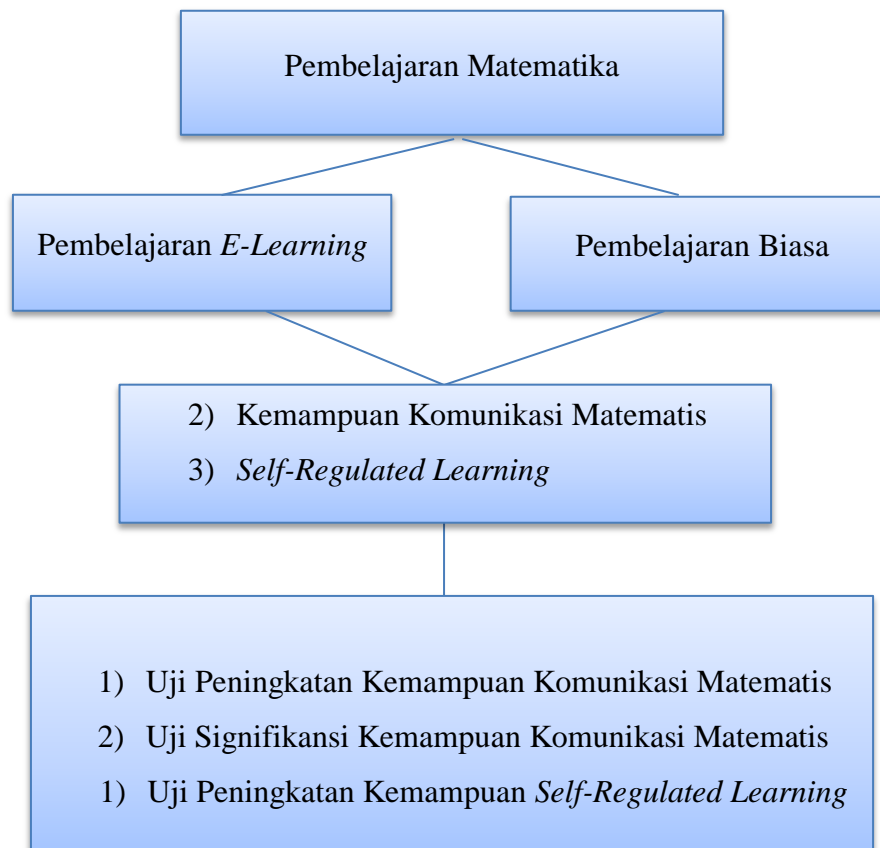 Pembelajaran Matematika
Pembelajaran E-Learning
Pembelajaran Biasa
2) Kemampuan Komunikasi Matematis
3) Self-Regulated Learning
1) Uji Peningkatan Kemampuan Komunikasi Matematis
2) Uji Signifikansi Kemampuan Komunikasi Matematis
1) Uji Peningkatan Kemampuan Self-Regulated Learning